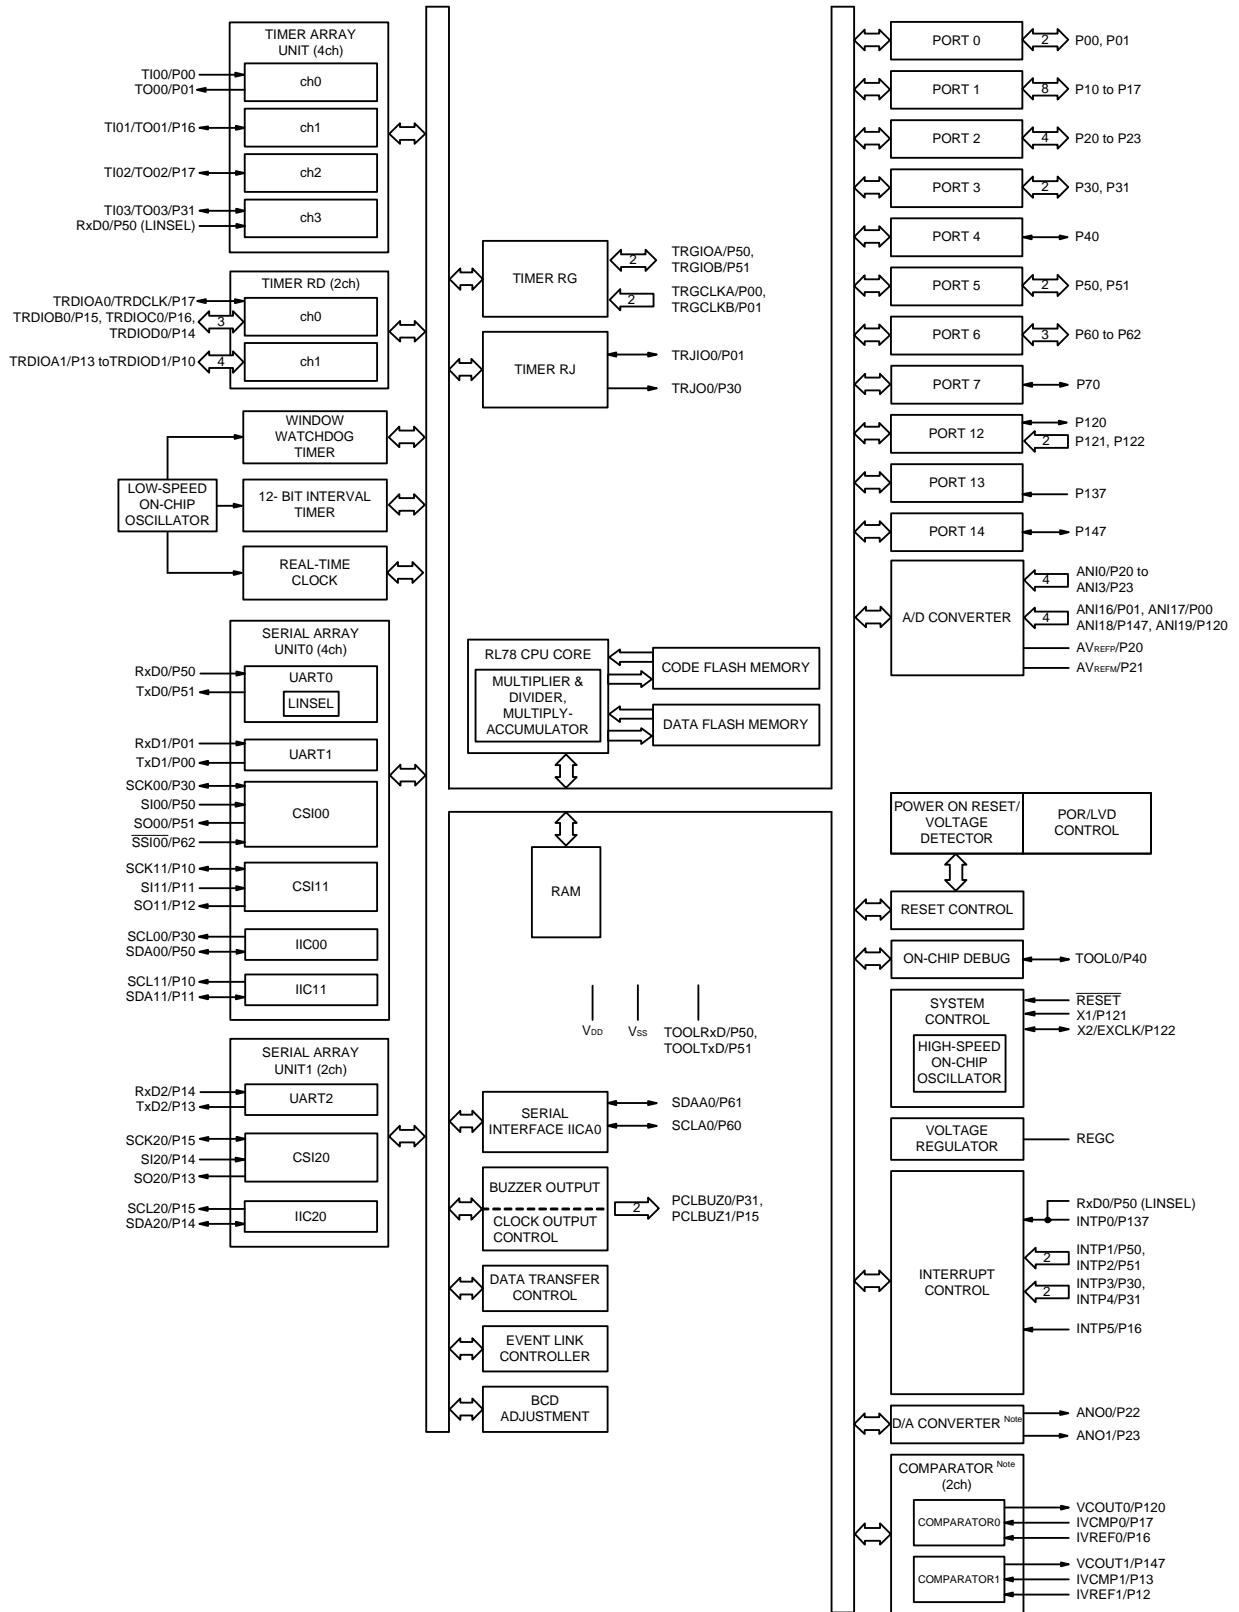 TIMER ARRAY
UNIT (4ch)
TI00/P00
TO00/P01
ch0
TI01/TO01/P16
ch1
TI02/TO02/P17
ch2
TI03/TO03/P31
RxD0/P50 (LINSEL)
ch3
TIMER RD (2ch)
TRDIOA0/TRDCLK/P17
TRDIOB0/P15, TRDIOC0/P16,
TRDIOD0/P14
3
ch0
TRDIOA1/P13 toTRDIOD1/P10
4
ch1
WINDOW
WATCHDOG
TIMER
LOW-SPEED
ON-CHIP
OSCILLATOR
12- BIT INTERVAL
TIMER
REAL-TIME
CLOCK
SERIAL ARRAY
UNIT0 (4ch)
RxD0/P50
TxD0/P51
UART0
LINSEL
RxD1/P01
TxD1/P00
UART1
SCK00/P30
SI00/P50
SO00/P51
SSI00/P62
CSI00
SCK11/P10
SI11/P11
SO11/P12
CSI11
SCL00/P30
SDA00/P50
IIC00
SCL11/P10
SDA11/P11
IIC11
SERIAL ARRAY
UNIT1 (2ch)
RxD2/P14
TxD2/P13
UART2
SCK20/P15
SI20/P14
SO20/P13
CSI20
SCL20/P15
SDA20/P14
IIC20
TIMER RG
2
TRGIOA/P50,
TRGIOB/P51
2
TRGCLKA/P00,
TRGCLKB/P01
TIMER RJ
TRJIO0/P01
TRJO0/P30
RL78 CPU CORE
MULTIPLIER &
DIVIDER,
MULTIPLY-
ACCUMULATOR
CODE FLASH MEMORY
DATA FLASH MEMORY
RAM
VDD
VSS
TOOLRxD/P50,
TOOLTxD/P51
SERIAL
INTERFACE IICA0
SDAA0/P61
SCLA0/P60
BUZZER OUTPUT
CLOCK OUTPUT
CONTROL
2
PCLBUZ0/P31,
PCLBUZ1/P15
DATA TRANSFER
CONTROL
EVENT LINK
CONTROLLER
BCD
ADJUSTMENT
PORT 0
2
P00, P01
PORT 1
8
P10 to P17
PORT 2
4
P20 to P23
PORT 3
2
P30, P31
PORT 4
P40
PORT 5
2
P50, P51
PORT 6
3
P60 to P62
PORT 7
P70
PORT 12
P120
2
P121, P122
PORT 13
P137
PORT 14
P147
A/D CONVERTER
4
ANI0/P20 to
ANI3/P23
4
ANI16/P01, ANI17/P00
ANI18/P147, ANI19/P120
AVREFP/P20
AVREFM/P21
POWER ON RESET/
VOLTAGE
DETECTOR
POR/LVD
CONTROL
RESET CONTROL
ON-CHIP DEBUG
TOOL0/P40
SYSTEM
CONTROL
HIGH-SPEED
ON-CHIP
OSCILLATOR
RESET
X1/P121
X2/EXCLK/P122
VOLTAGE
REGULATOR
REGC
INTERRUPT
CONTROL
RxD0/P50 (LINSEL)
INTP0/P137
2
INTP1/P50,
INTP2/P51
2
INTP3/P30,
INTP4/P31
INTP5/P16
D/A CONVERTER Note
ANO0/P22
ANO1/P23
COMPARATOR Note
(2ch)
COMPARATOR0
VCOUT0/P120
IVCMP0/P17
IVREF0/P16
COMPARATOR1
VCOUT1/P147
IVCMP1/P13
IVREF1/P12